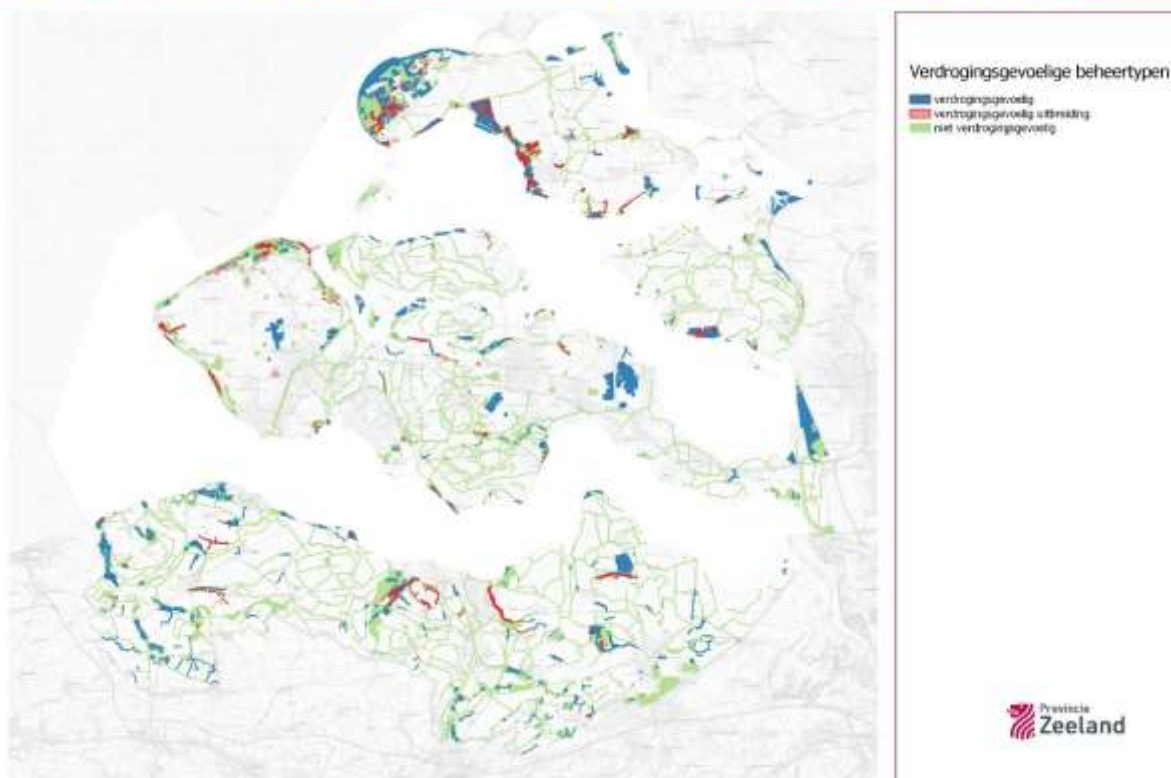 Verdrogingsgevoelige beheertypen
verdrogingsgevoelig
verdrogingsgevoelig uitbreiding
niet verdrogingsgevoelig
Provincie
Zeeland